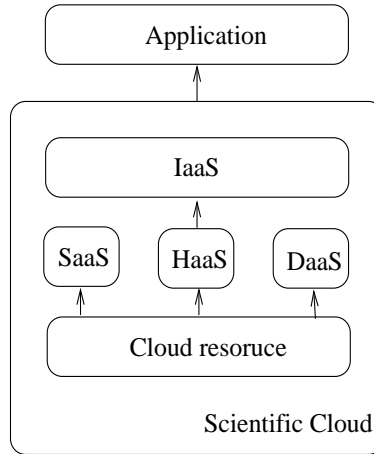 Application
IaaS
SaaS HaaS DaaS
Cloud resoruce
Scientific Cloud